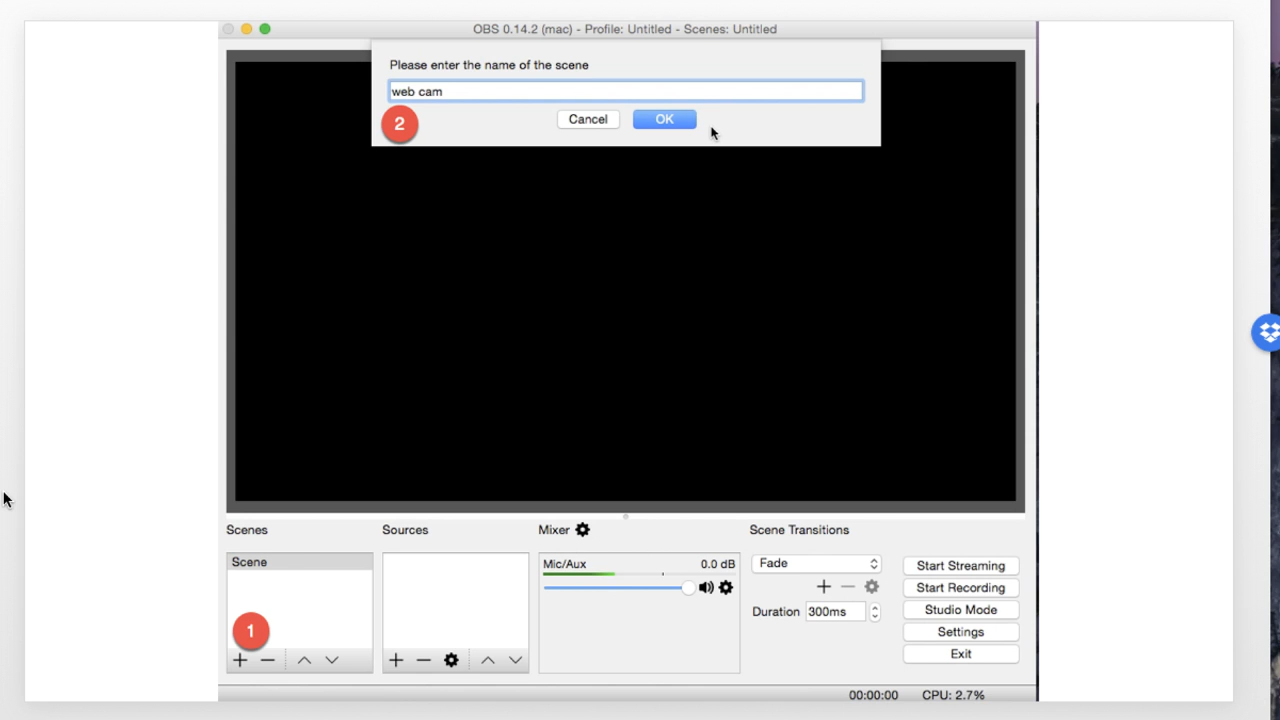 OBS 0.14.2 (mac) - Profile: Untitled - Scenes: Untitled
Please enter the name of the scene
web cam
2
Cancel
OK
Scenes
Sources
Mixer
Scene Transitions
Scene
Mic/Aux
0.0 dB
Fade
Duration
300ms
Start Streaming
Start Recording
Studio Mode
Settings
Exit
1
00:00:00
CPU: 2.7%